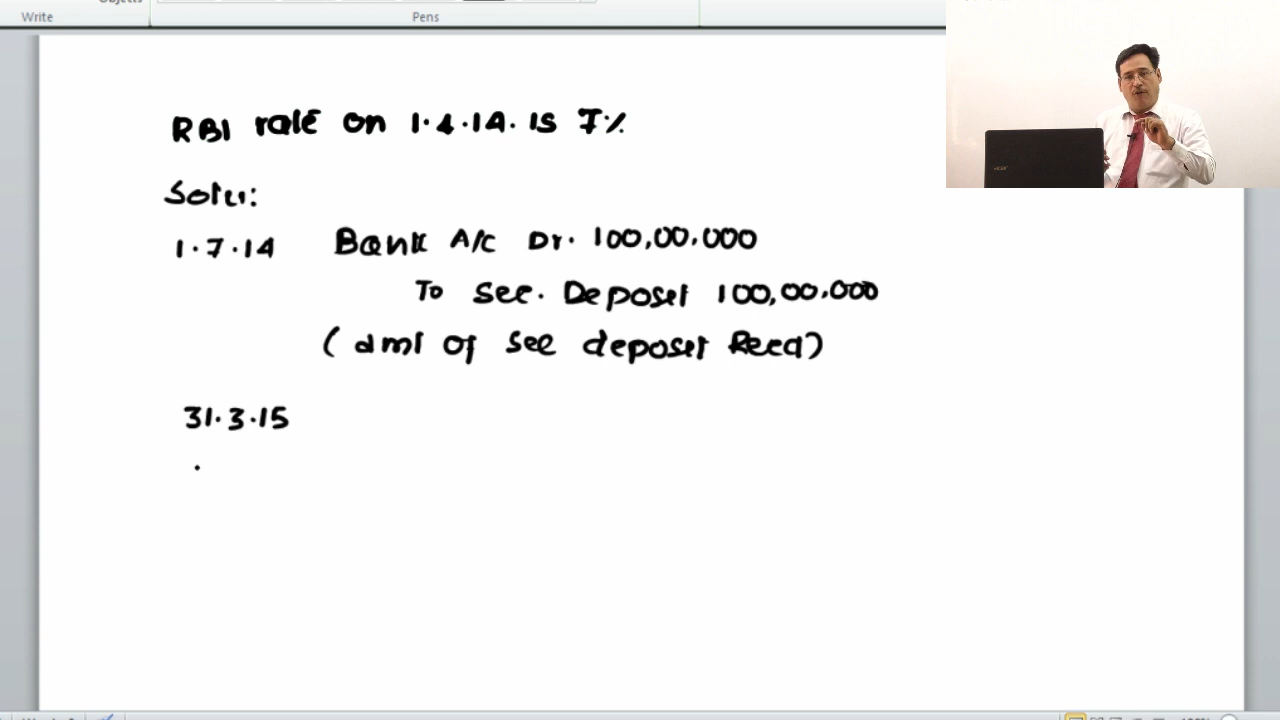 Write
Pens
RBI rate on 1.4.14. is 7%
Solu:
1.7.14 Bank A/C Dr. 100,00,000
To Sec. Deposit 100,00,000
(amt of Sec deposit Recd)
31.3.15
acer